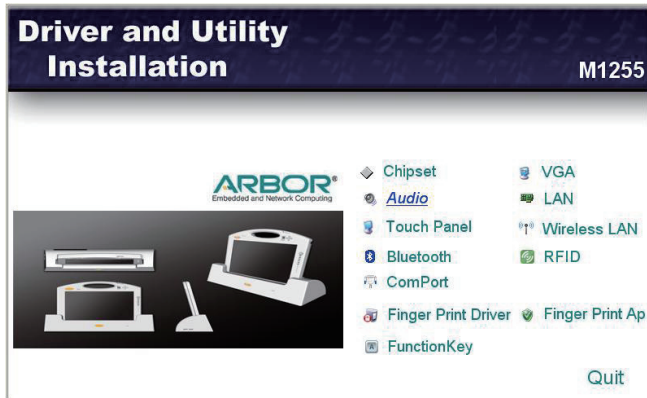 Driver and Utility
Installation
M1255
ARBOR®
Embedded and Network Computing
Chipset
VGA
Audio
LAN
Touch Panel
Wireless LAN
Bluetooth
RFID
ComPort
Finger Print Driver
Finger Print Ap
FunctionKey
Quit